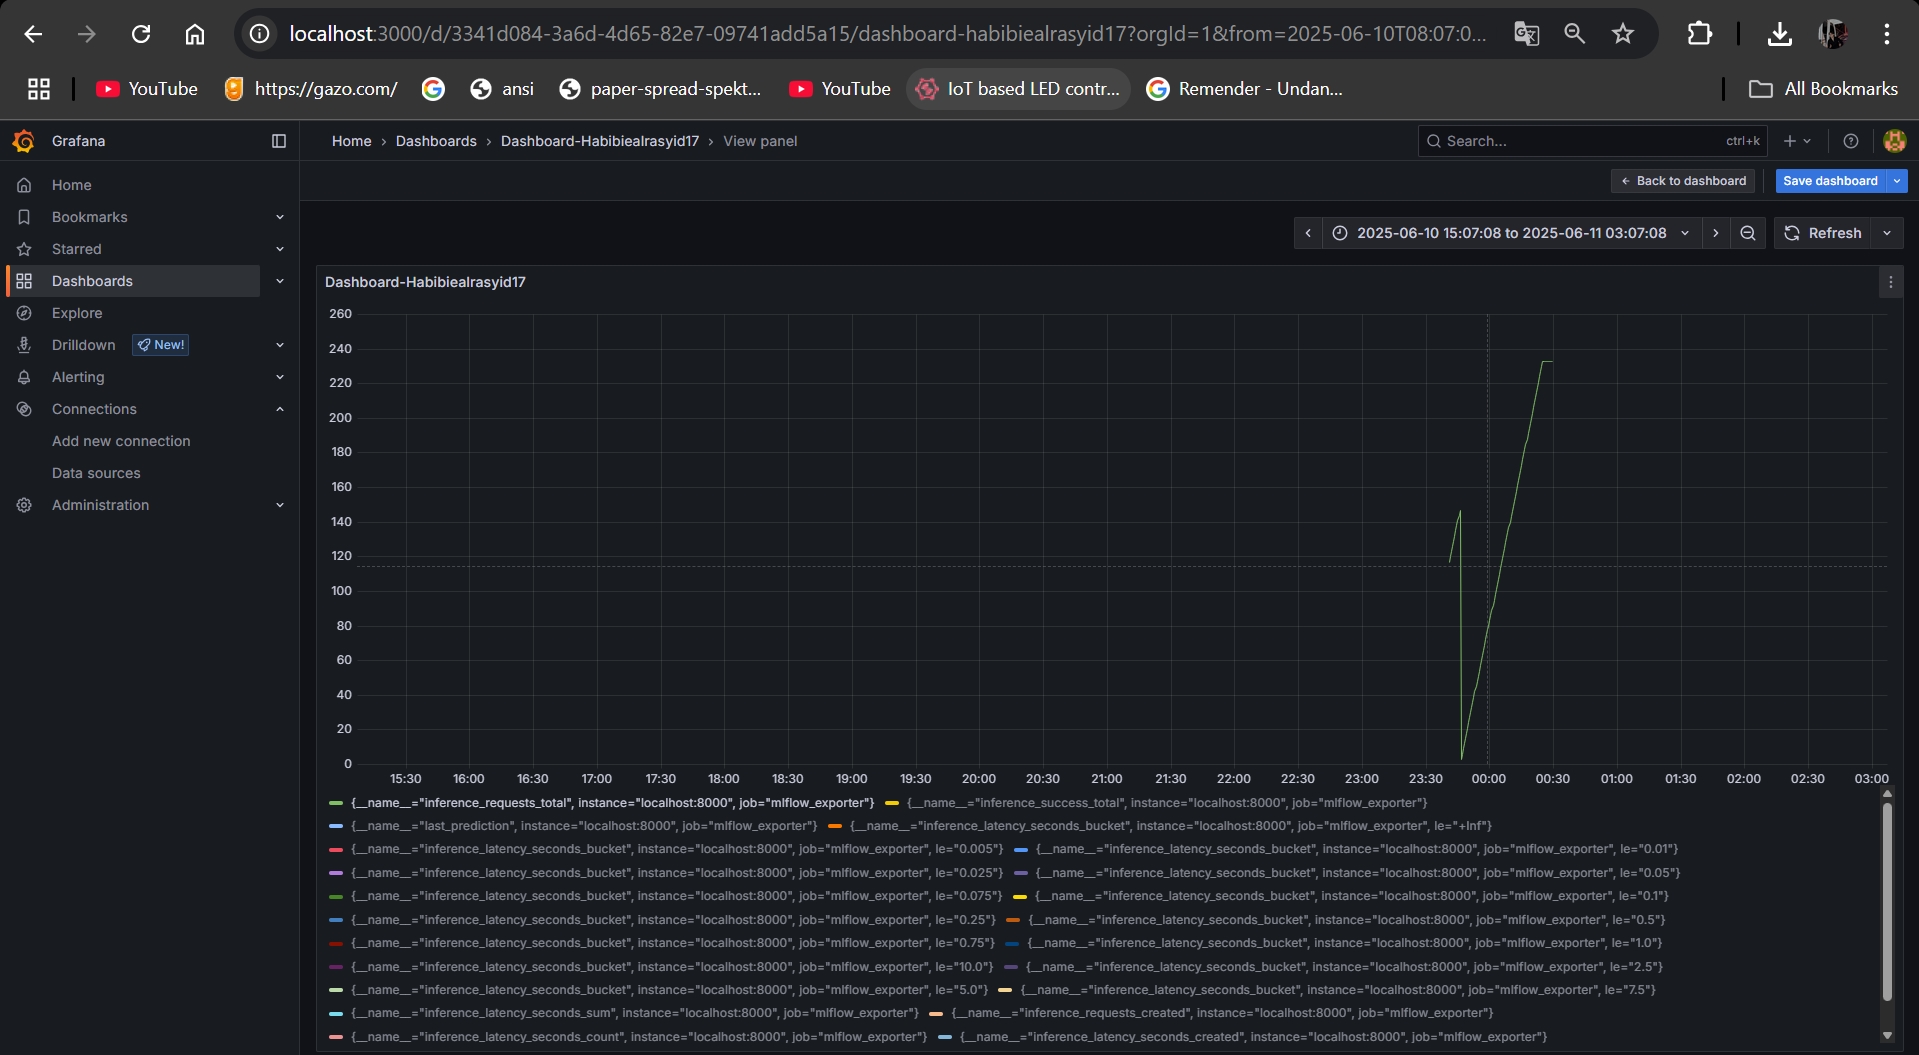 localhost:3000/d/3341d084-3a6d-4d65-82e7-09741add5a15/dashboard-habibiealrasyid17?orgId=1&from=2025-06-10T08:07:0...
YouTube https://gazo.com/ ansi paper-spread-spekt... YouTube IoT based LED contr... Remender - Undan... All Bookmarks
Grafana Home › Dashboards › Dashboard-Habibiealrasyid17 › View panel Search... ctrl+k
Home
Back to dashboard Save dashboard
Bookmarks
2025-06-10 15:07:08 to 2025-06-11 03:07:08 Refresh
Starred
Dashboards
Explore
Drilldown New!
Alerting
Connections
Add new connection
Data sources
Administration
Dashboard-Habibiealrasyid17
260
240
220
200
180
160
140
120
100
80
60
40
20
0
15:30 16:00 16:30 17:00 17:30 18:00 18:30 19:00 19:30 20:00 20:30 21:00 21:30 22:00 22:30 23:00 23:30 00:00 00:30 01:00 01:30 02:00 02:30 03:00
{__name__="inference_requests_total", instance="localhost:8000", job="mlflow_exporter"} {__name__="inference_success_total", instance="localhost:8000", job="mlflow_exporter"}
{__name__="last_prediction", instance="localhost:8000", job="mlflow_exporter"} {__name__="inference_latency_seconds_bucket", instance="localhost:8000", job="mlflow_exporter", le="+Inf"}
{__name__="inference_latency_seconds_bucket", instance="localhost:8000", job="mlflow_exporter", le="0.005"} {__name__="inference_latency_seconds_bucket", instance="localhost:8000", job="mlflow_exporter", le="0.01"}
{__name__="inference_latency_seconds_bucket", instance="localhost:8000", job="mlflow_exporter", le="0.025"} {__name__="inference_latency_seconds_bucket", instance="localhost:8000", job="mlflow_exporter", le="0.05"}
{__name__="inference_latency_seconds_bucket", instance="localhost:8000", job="mlflow_exporter", le="0.075"} {__name__="inference_latency_seconds_bucket", instance="localhost:8000", job="mlflow_exporter", le="0.1"}
{__name__="inference_latency_seconds_bucket", instance="localhost:8000", job="mlflow_exporter", le="0.25"} {__name__="inference_latency_seconds_bucket", instance="localhost:8000", job="mlflow_exporter", le="0.5"}
{__name__="inference_latency_seconds_bucket", instance="localhost:8000", job="mlflow_exporter", le="0.75"} {__name__="inference_latency_seconds_bucket", instance="localhost:8000", job="mlflow_exporter", le="1.0"}
{__name__="inference_latency_seconds_bucket", instance="localhost:8000", job="mlflow_exporter", le="10.0"} {__name__="inference_latency_seconds_bucket", instance="localhost:8000", job="mlflow_exporter", le="2.5"}
{__name__="inference_latency_seconds_bucket", instance="localhost:8000", job="mlflow_exporter", le="5.0"} {__name__="inference_latency_seconds_bucket", instance="localhost:8000", job="mlflow_exporter", le="7.5"}
{__name__="inference_latency_seconds_sum", instance="localhost:8000", job="mlflow_exporter"} {__name__="inference_requests_created", instance="localhost:8000", job="mlflow_exporter"}
{__name__="inference_latency_seconds_count", instance="localhost:8000", job="mlflow_exporter"} {__name__="inference_latency_seconds_created", instance="localhost:8000", job="mlflow_exporter"}